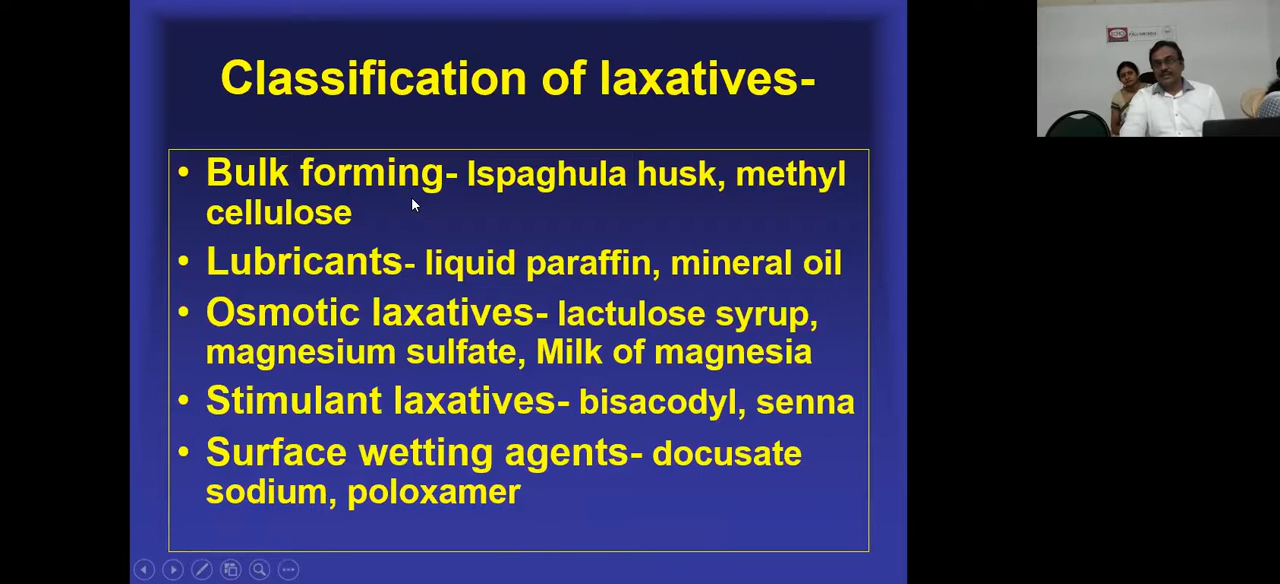 Classification of laxatives-
• Bulk forming- Ispaghula husk, methyl
cellulose
• Lubricants- liquid paraffin, mineral oil
• Osmotic laxatives- lactulose syrup,
magnesium sulfate, Milk of magnesia
• Stimulant laxatives- bisacodyl, senna
• Surface wetting agents- docusate
sodium, poloxamer